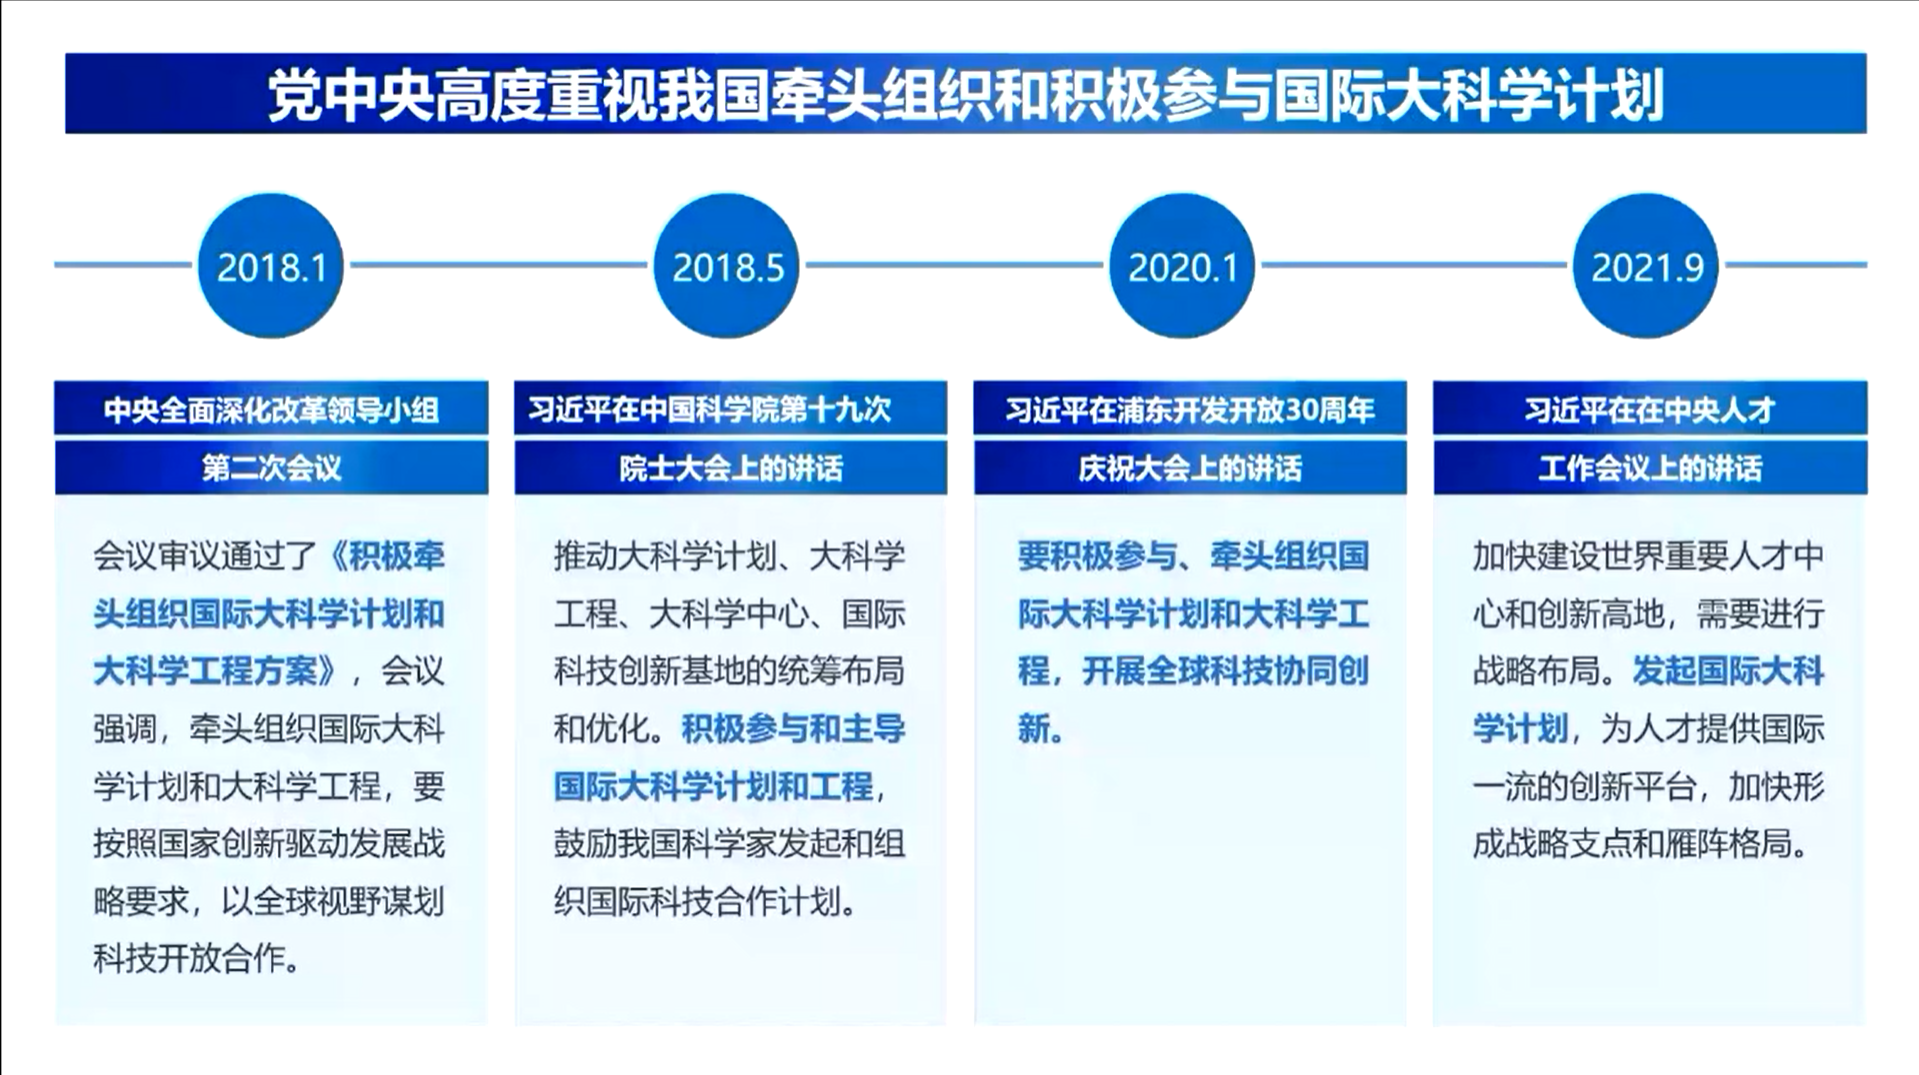 党中央高度重视我国牵头组织和积极参与国际大科学计划
2018.1
2018.5
2020.1
2021.9
中央全面深化改革领导小组
第二次会议
会议审议通过了《积极牵
头组织国际大科学计划和
大科学工程方案》，会议
强调，牵头组织国际大科
学计划和大科学工程，要
按照国家创新驱动发展战
略要求，以全球视野谋划
科技开放合作。
习近平在中国科学院第十九次
院士大会上的讲话
推动大科学计划、大科学
工程、大科学中心、国际
科技创新基地的统筹布局
和优化。积极参与和主导
国际大科学计划和工程，
鼓励我国科学家发起和组
织国际科技合作计划。
习近平在浦东开发开放30周年
庆祝大会上的讲话
要积极参与、牵头组织国
际大科学计划和大科学工
程，开展全球科技协同创
新。
习近平在在中央人才
工作会议上的讲话
加快建设世界重要人才中
心和创新高地，需要进行
战略布局。发起国际大科
学计划，为人才提供国际
一流的创新平台，加快形
成战略支点和雁阵格局。